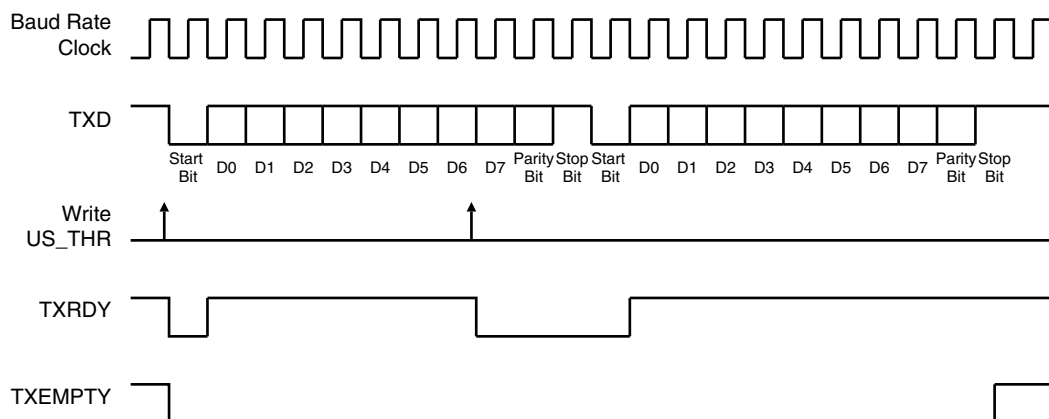 Baud Rate
Clock
TXD
Start D0 D1 D2 D3 D4 D5 D6 D7 Parity Stop Start D0 D1 D2 D3 D4 D5 D6 D7 Parity Stop
Bit Bit Bit Bit Bit Bit
Write
US_THR
TXRDY
TXEMPTY